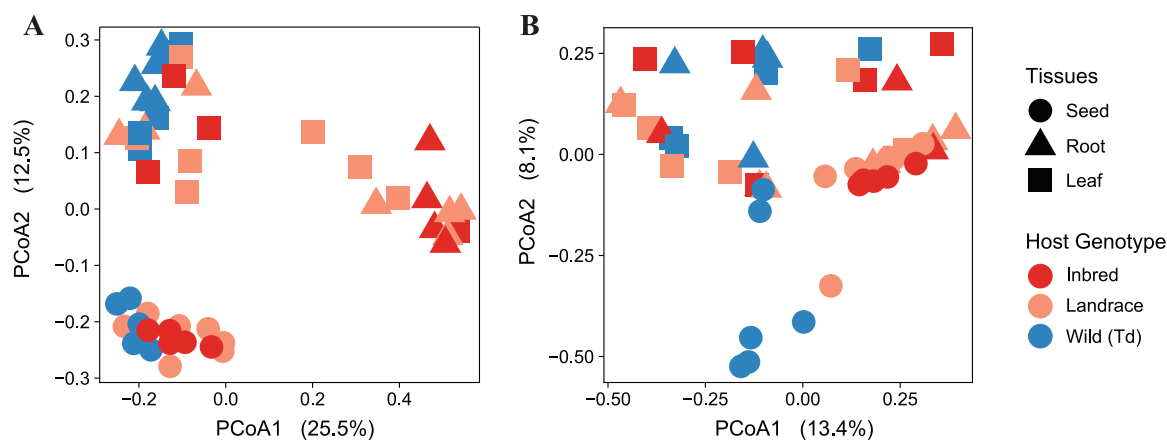 A
0.3
0.2
0.1
0.0
−0.1
−0.2
−0.3
PCoA2 (12.5%)
−0.2
0.0
0.2
0.4
PCoA1 (25.5%)
B
0.25
0.00
−0.25
−0.50
PCoA2 (8.1%)
−0.50
−0.25
0.00
0.25
PCoA1 (13.4%)
Tissues
Seed
Root
Leaf
Host Genotype
Inbred
Landrace
Wild (Td)